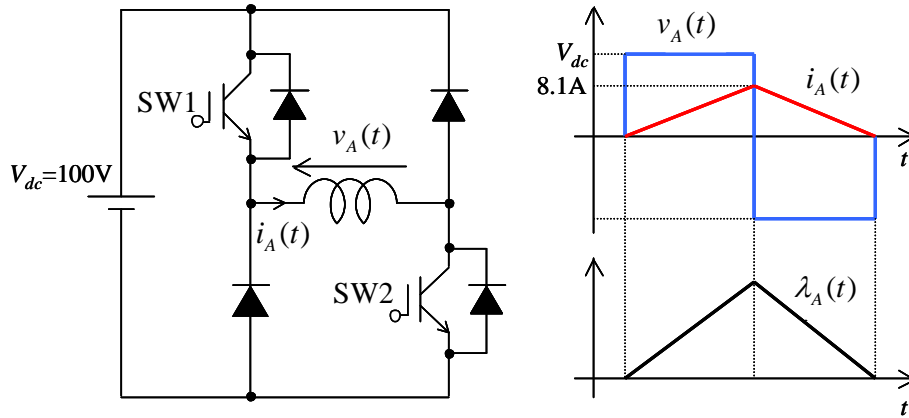 SW1
v_A(t)
V_dc=100V
i_A(t)
SW2
v_A(t)
V_dc
8.1A
i_A(t)
t
λ_A(t)
t